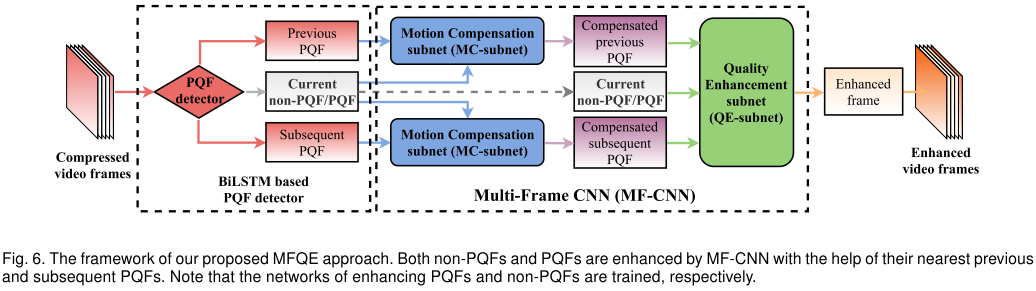 Compressed
video frames
PQF
detector
Previous
PQF
Current
non-PQF/PQF
Subsequent
PQF
BiLSTM based
PQF detector
Motion Compensation
subnet (MC-subnet)
Motion Compensation
subnet (MC-subnet)
Compensated
previous
PQF
Current
non-PQF/PQF
Compensated
subsequent
PQF
Quality
Enhancement
subnet
(QE-subnet)
Multi-Frame CNN (MF-CNN)
Enhanced
frame
Enhanced
video frames
Fig. 6. The framework of our proposed MFQE approach. Both non-PQFs and PQFs are enhanced by MF-CNN with the help of their nearest previous
and subsequent PQFs. Note that the networks of enhancing PQFs and non-PQFs are trained, respectively.